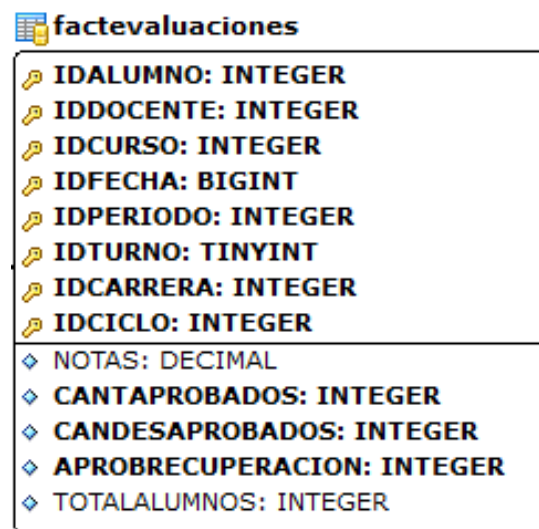 factevaluaciones
IDALUMNO: INTEGER
IDDOCENTE: INTEGER
IDCURSO: INTEGER
IDFECHA: BIGINT
IDPERIODO: INTEGER
IDTURNO: TINYINT
IDCARRERA: INTEGER
IDCICLO: INTEGER
NOTAS: DECIMAL
CANTAPROBADOS: INTEGER
CANDESAPROBADOS: INTEGER
APROBRECUPERACION: INTEGER
TOTALALUMNOS: INTEGER